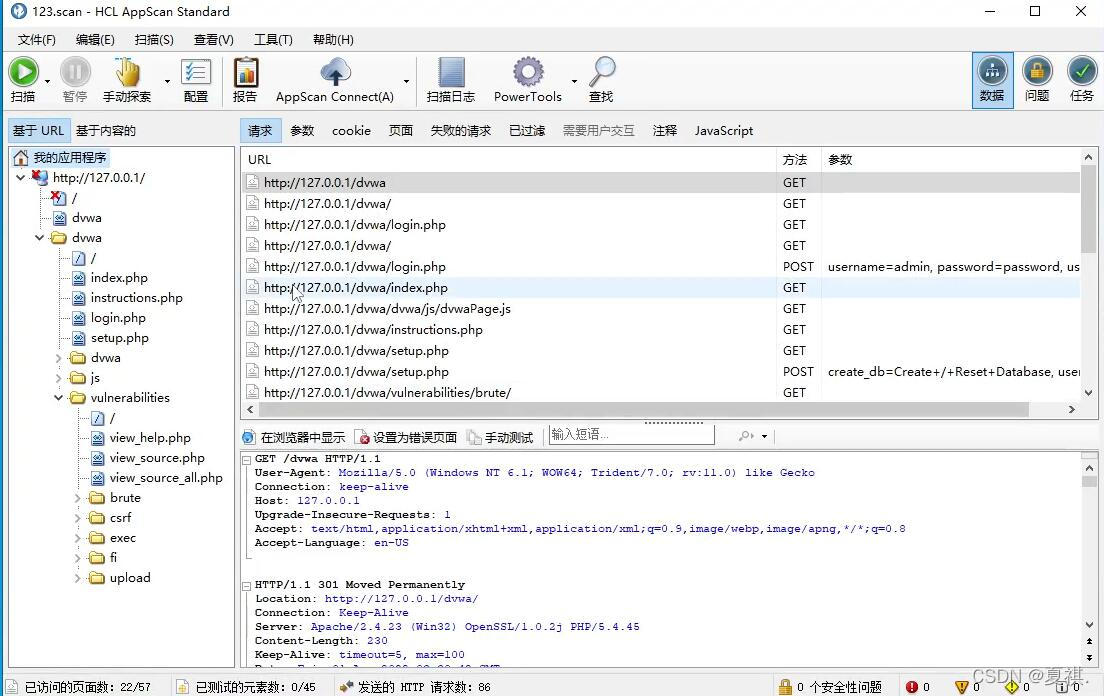 123.scan - HCL AppScan Standard
文件(F) 编辑(E) 扫描(S) 查看(V) 工具(T) 帮助(H)
扫描 暂停 手动探索 配置 报告 AppScan Connect(A) 扫描日志 PowerTools 查找 数据 问题 任务
基于 URL 基于内容的
请求 参数 cookie 页面 失败的请求 已过滤 需要用户交互 注释 JavaScript
我的应用程序
http://127.0.0.1/
/
dvwa
dvwa
/
index.php
instructions.php
login.php
setup.php
dvwa
js
vulnerabilities
/
view_help.php
view_source.php
view_source_all.php
brute
csrf
exec
fi
upload
URL 方法 参数
http://127.0.0.1/dvwa GET
http://127.0.0.1/dvwa/ GET
http://127.0.0.1/dvwa/login.php GET
http://127.0.0.1/dvwa/ GET
http://127.0.0.1/dvwa/login.php POST username=admin, password=password, us
http://127.0.0.1/dvwa/index.php GET
http://127.0.0.1/dvwa/dvwa/js/dvwaPage.js GET
http://127.0.0.1/dvwa/instructions.php GET
http://127.0.0.1/dvwa/setup.php GET
http://127.0.0.1/dvwa/setup.php POST create_db=Create+/+Reset+Database, user
http://127.0.0.1/dvwa/vulnerabilities/brute/ GET
在浏览器中显示 设置为错误页面 手动测试 输入短语...
GET /dvwa HTTP/1.1
User-Agent: Mozilla/5.0 (Windows NT 6.1; WOW64; Trident/7.0; rv:11.0) like Gecko
Connection: keep-alive
Host: 127.0.0.1
Upgrade-Insecure-Requests: 1
Accept: text/html,application/xhtml+xml,application/xml;q=0.9,image/webp,image/apng,*/*;q=0.8
Accept-Language: en-US
HTTP/1.1 301 Moved Permanently
Location: http://127.0.0.1/dvwa/
Connection: Keep-Alive
Server: Apache/2.4.23 (Win32) OpenSSL/1.0.2j PHP/5.4.45
Content-Length: 230
Keep-Alive: timeout=5, max=100
已访问的页面数: 22/57 已测试的元素数: 0/45 发送的 HTTP 请求数: 86 0 个安全性问题 0 0 0 0
CSDN @夏祺.